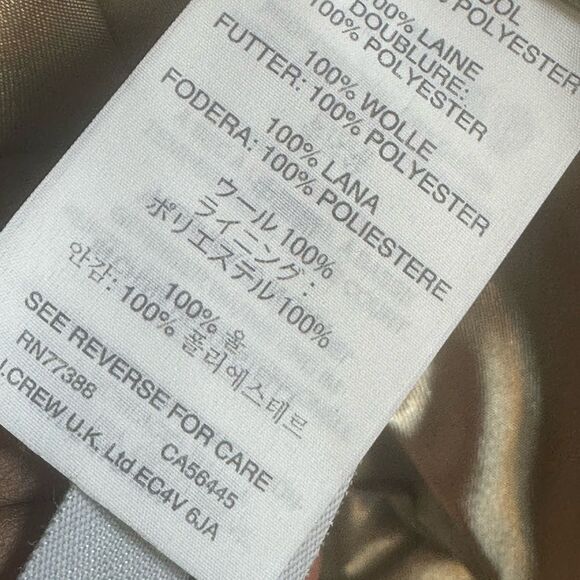 100% POLYESTER
100% LAINE
DOUBLURE:
100% POLYESTER
100% WOLLE
FUTTER: 100% POLYESTER
100% LANA
FODERA: 100% POLIESTERE
ウール 100%
ライニング：
ポリエステル 100%
100% 울
안감: 100% 폴리에스테르
SEE REVERSE FOR CARE
RN77388 CA56445
J.CREW U.K. Ltd EC4V 6JA